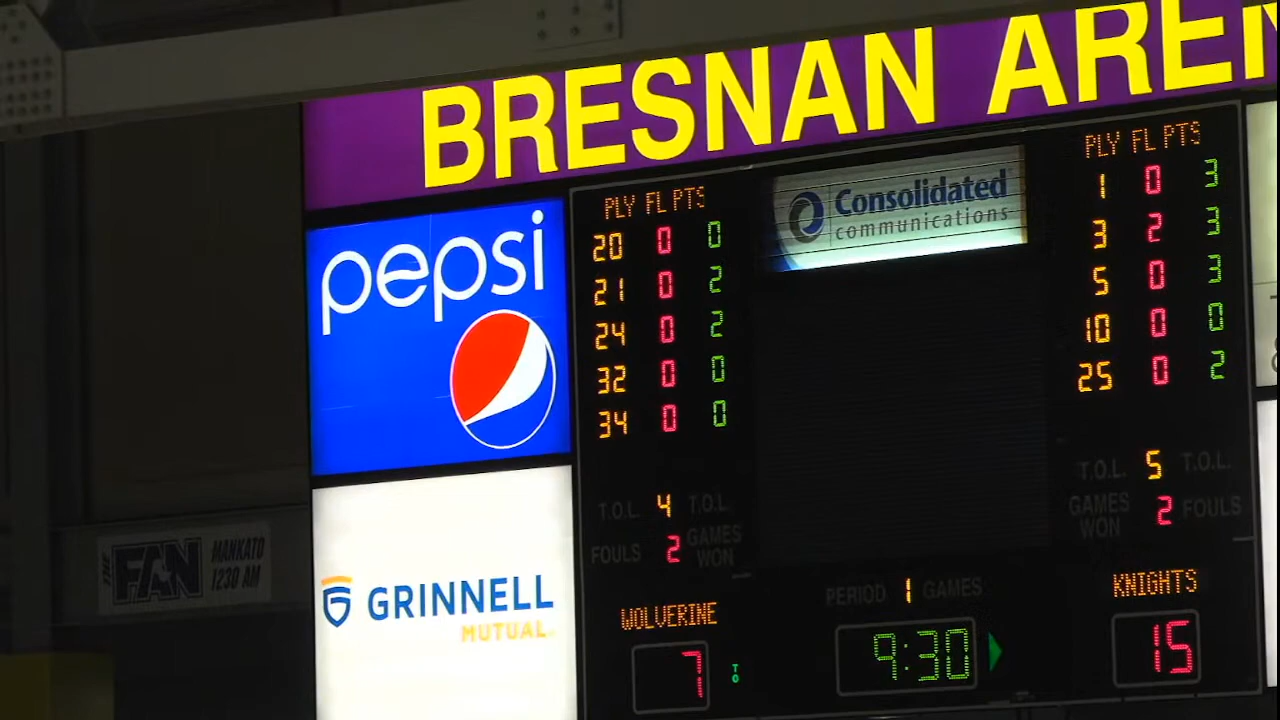 BRESNAN AREN
pepsi
GRINNELL
MUTUAL.
THE FAN MANKATO
1230 AM
Consolidated
communications
PLY FL PTS
20 0 0
21 0 2
24 0 2
32 0 0
34 0 0
T.O.L. 4 T.O.L.
FOULS 2 GAMES WON
WOLVERINE
7 TO
PERIOD 1 GAMES
9:30
PLY FL PTS
1 0 3
3 2 3
5 0 3
10 0 0
25 0 2
T.O.L. 5 T.O.L.
GAMES WON 2 FOULS
KNIGHTS
15